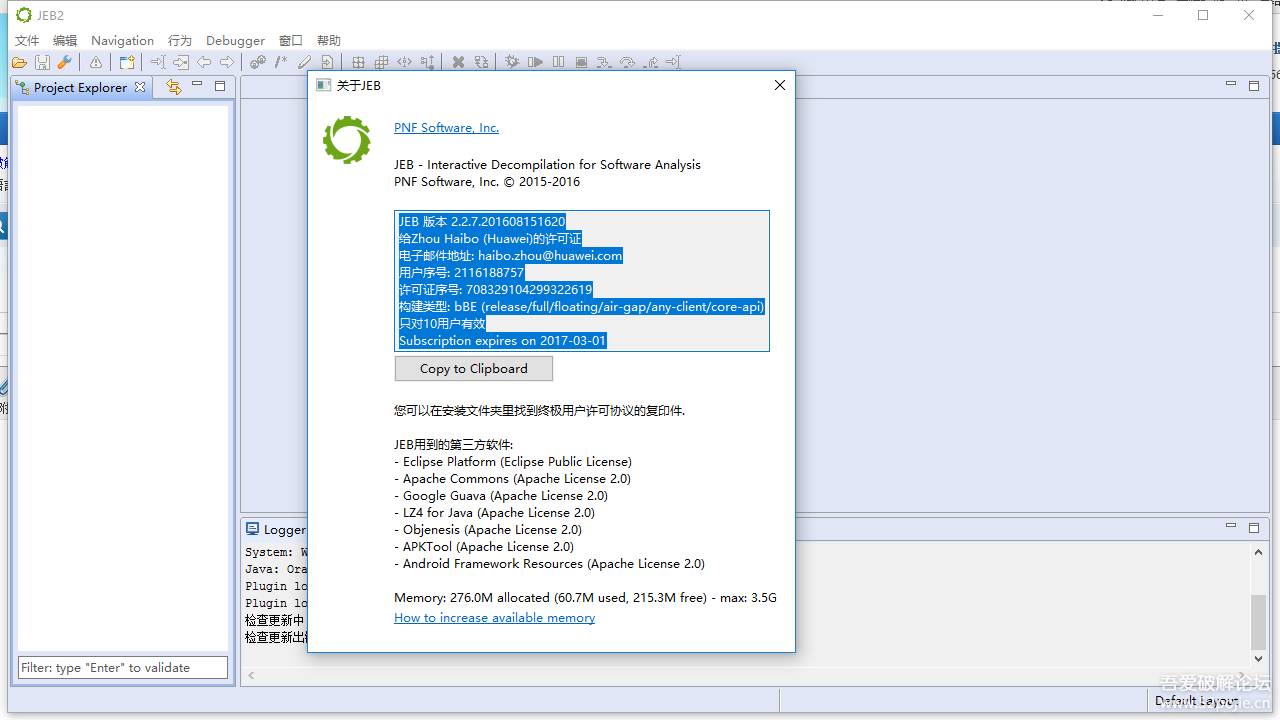 JEB2
文件 编辑 Navigation 行为 Debugger 窗口 帮助
Project Explorer
关于JEB
PNF Software, Inc.
JEB - Interactive Decompilation for Software Analysis
PNF Software, Inc. © 2015-2016
JEB 版本 2.2.7.201608151620
给Zhou Haibo (Huawei)的许可证
电子邮件地址: haibo.zhou@huawei.com
用户序号: 2116188757
许可证序号: 708329104299322619
构建类型: bBE (release/full/floating/air-gap/any-client/core-api)
只对10用户有效
Subscription expires on 2017-03-01
Copy to Clipboard
您可以在安装文件夹里找到终极用户许可协议的复印件.
JEB用到的第三方软件:
- Eclipse Platform (Eclipse Public License)
- Apache Commons (Apache License 2.0)
- Google Guava (Apache License 2.0)
- LZ4 for Java (Apache License 2.0)
- Objenesis (Apache License 2.0)
- APKTool (Apache License 2.0)
- Android Framework Resources (Apache License 2.0)
Memory: 276.0M allocated (60.7M used, 215.3M free) - max: 3.5G
How to increase available memory
Logger
System: W
Java: Ora
Plugin lo
Plugin lo
检查更新中
检查更新出
Filter: type "Enter" to validate
吾爱破解论坛
Default Layout